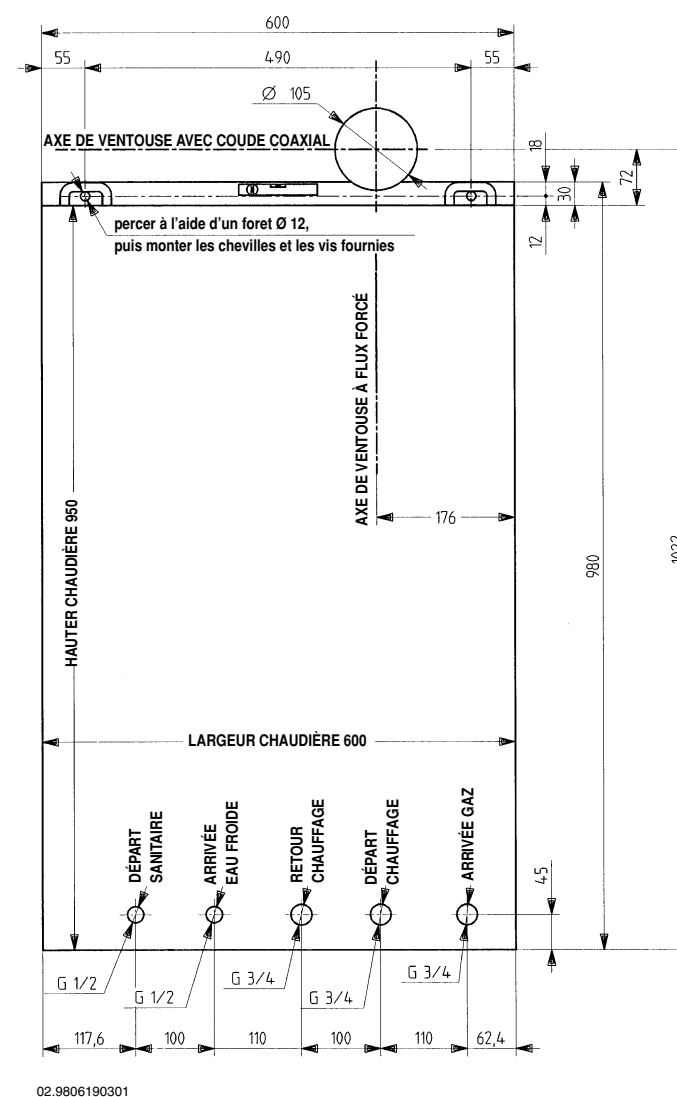 600
55
490
55
Ø 105
AXE DE VENTOUSE AVEC COUDE COAXIAL
18
72
30
12
percer à l'aide d'un foret Ø 12,
puis monter les chevilles et les vis fournies
AXE DE VENTOUSE À FLUX FORCÉ
176
HAUTER CHAUDIÈRE 950
980
LARGEUR CHAUDIÈRE 600
DÉPART
SANITAIRE
ARRIVÉE
EAU FROIDE
RETOUR
CHAUFFAGE
DÉPART
CHAUFFAGE
ARRIVÉE GAZ
45
G 1/2
G 1/2
G 3/4
G 3/4
G 3/4
117,6
100
110
100
110
62,4
02.9806190301